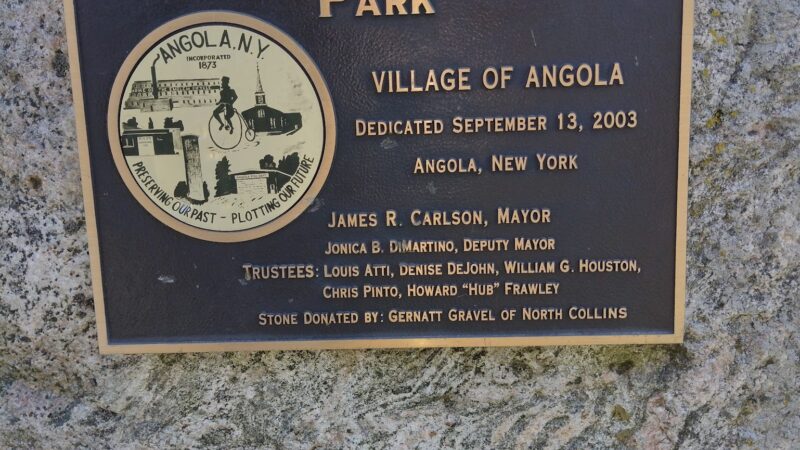 PARK
ANGOLA, N.Y.
INCORPORATED
1873
PRESERVING OUR PAST - PLOTTING OUR FUTURE
VILLAGE OF ANGOLA
DEDICATED SEPTEMBER 13, 2003
ANGOLA, NEW YORK
JAMES R. CARLSON, MAYOR
JONICA B. DIMARTINO, DEPUTY MAYOR
TRUSTEES: LOUIS ATTI, DENISE DEJOHN, WILLIAM G. HOUSTON,
CHRIS PINTO, HOWARD "HUB" FRAWLEY
STONE DONATED BY: GERNATT GRAVEL OF NORTH COLLINS